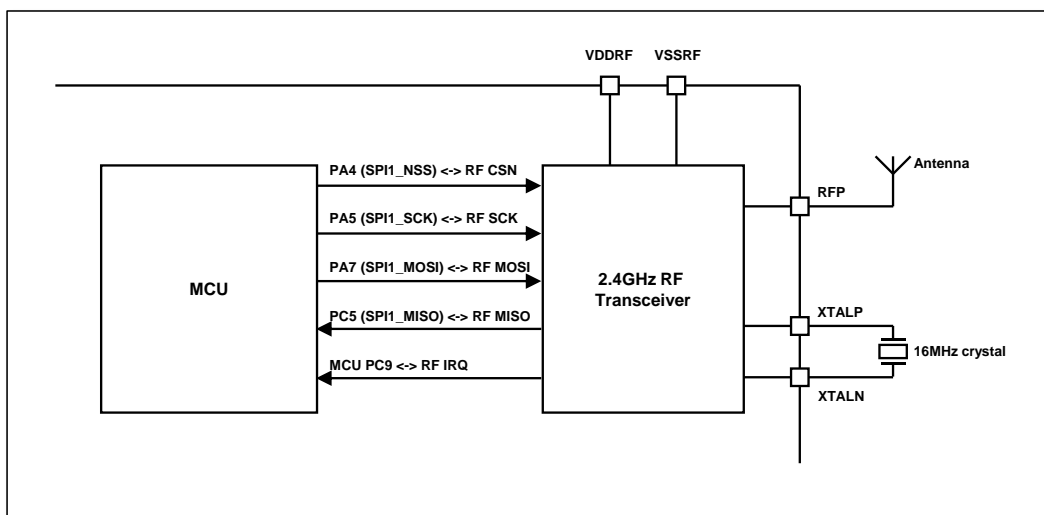 VDDRF VSSRF
PA4 (SPI1_NSS) <-> RF CSN
Antenna
RFP
PA5 (SPI1_SCK) <-> RF SCK
PA7 (SPI1_MOSI) <-> RF MOSI
MCU
2.4GHz RF
Transceiver
PC5 (SPI1_MISO) <-> RF MISO
XTALP
16MHz crystal
MCU PC9 <-> RF IRQ
XTALN